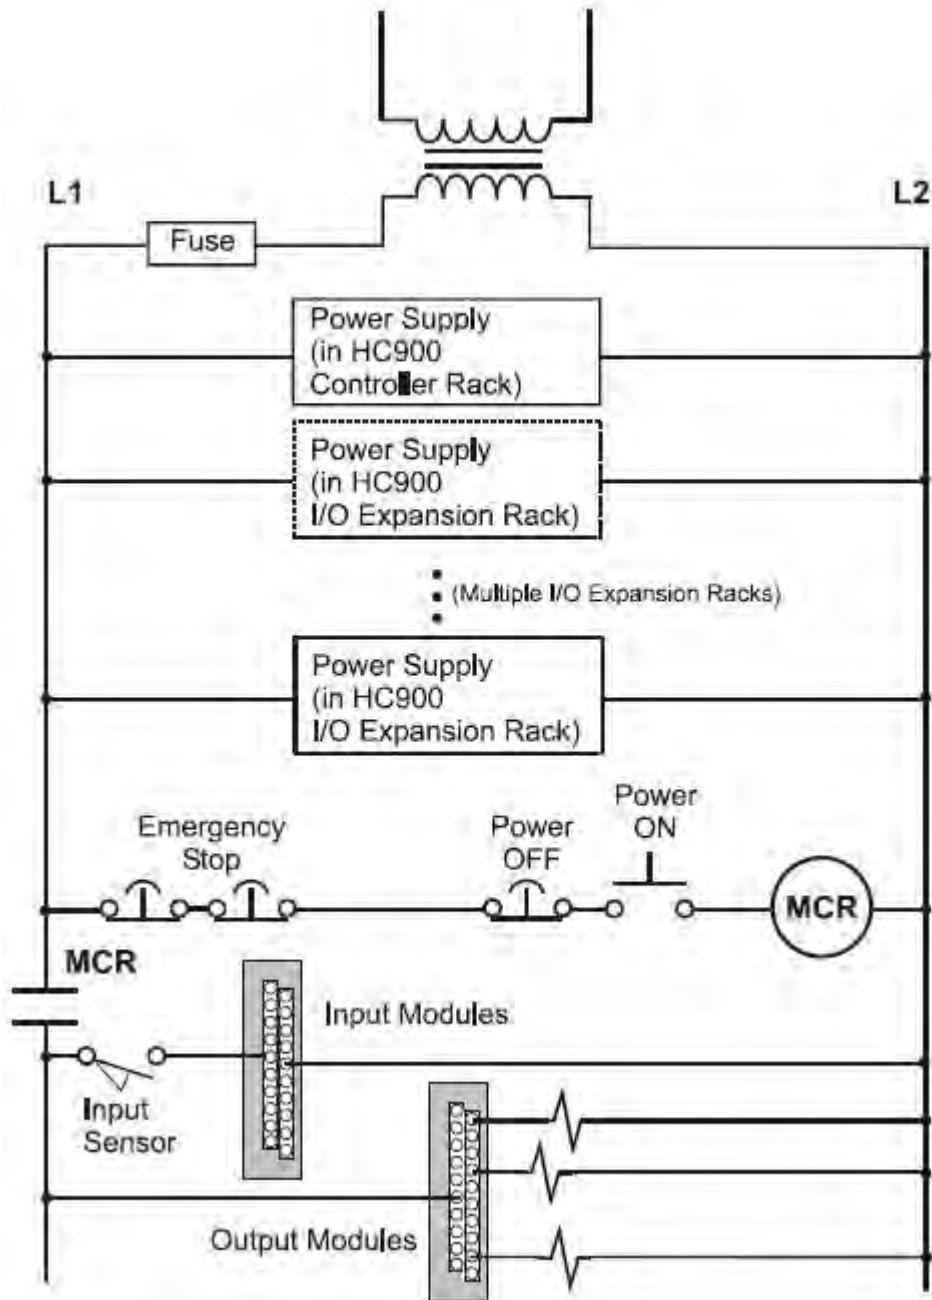 L1
L2
Fuse
Power Supply
(in HC900
Controller Rack)
Power Supply
(in HC900
I/O Expansion Rack)
(Multiple I/O Expansion Racks)
Power Supply
(in HC900
I/O Expansion Rack)
Emergency
Stop
Power
OFF
Power
ON
MCR
MCR
Input Modules
Input
Sensor
Output Modules